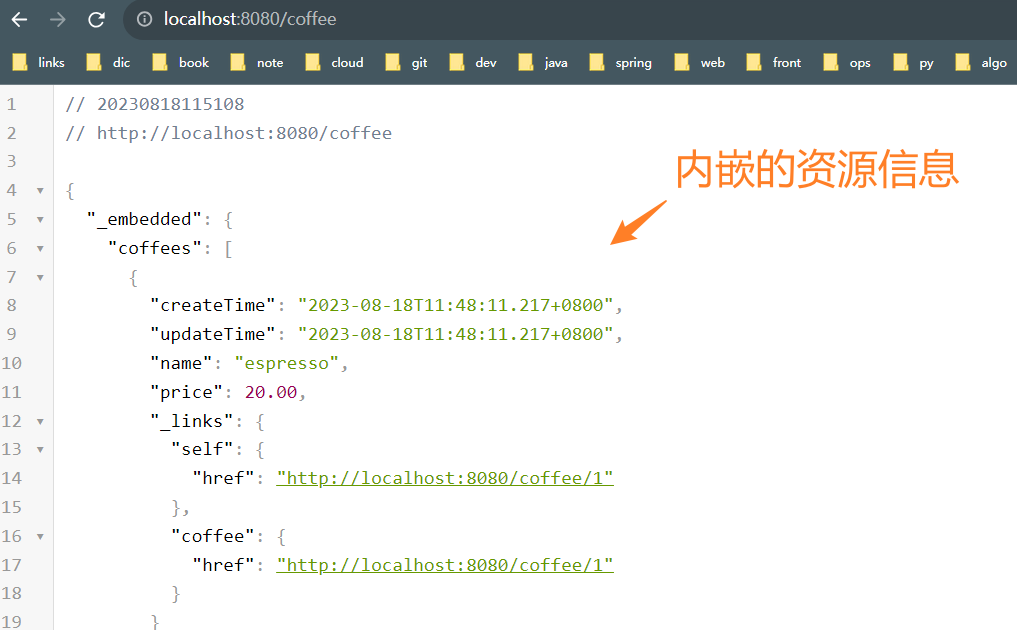 localhost:8080/coffee
links dic book note cloud git dev java spring web front ops py algo
1 // 20230818115108
2 // http://localhost:8080/coffee
3
内嵌的资源信息
4 {
5 "_embedded": {
6 "coffees": [
7 {
8 "createTime": "2023-08-18T11:48:11.217+0800",
9 "updateTime": "2023-08-18T11:48:11.217+0800",
10 "name": "espresso",
11 "price": 20.00,
12 "_links": {
13 "self": {
14 "href": "http://localhost:8080/coffee/1"
15 },
16 "coffee": {
17 "href": "http://localhost:8080/coffee/1"
18 }
19 }